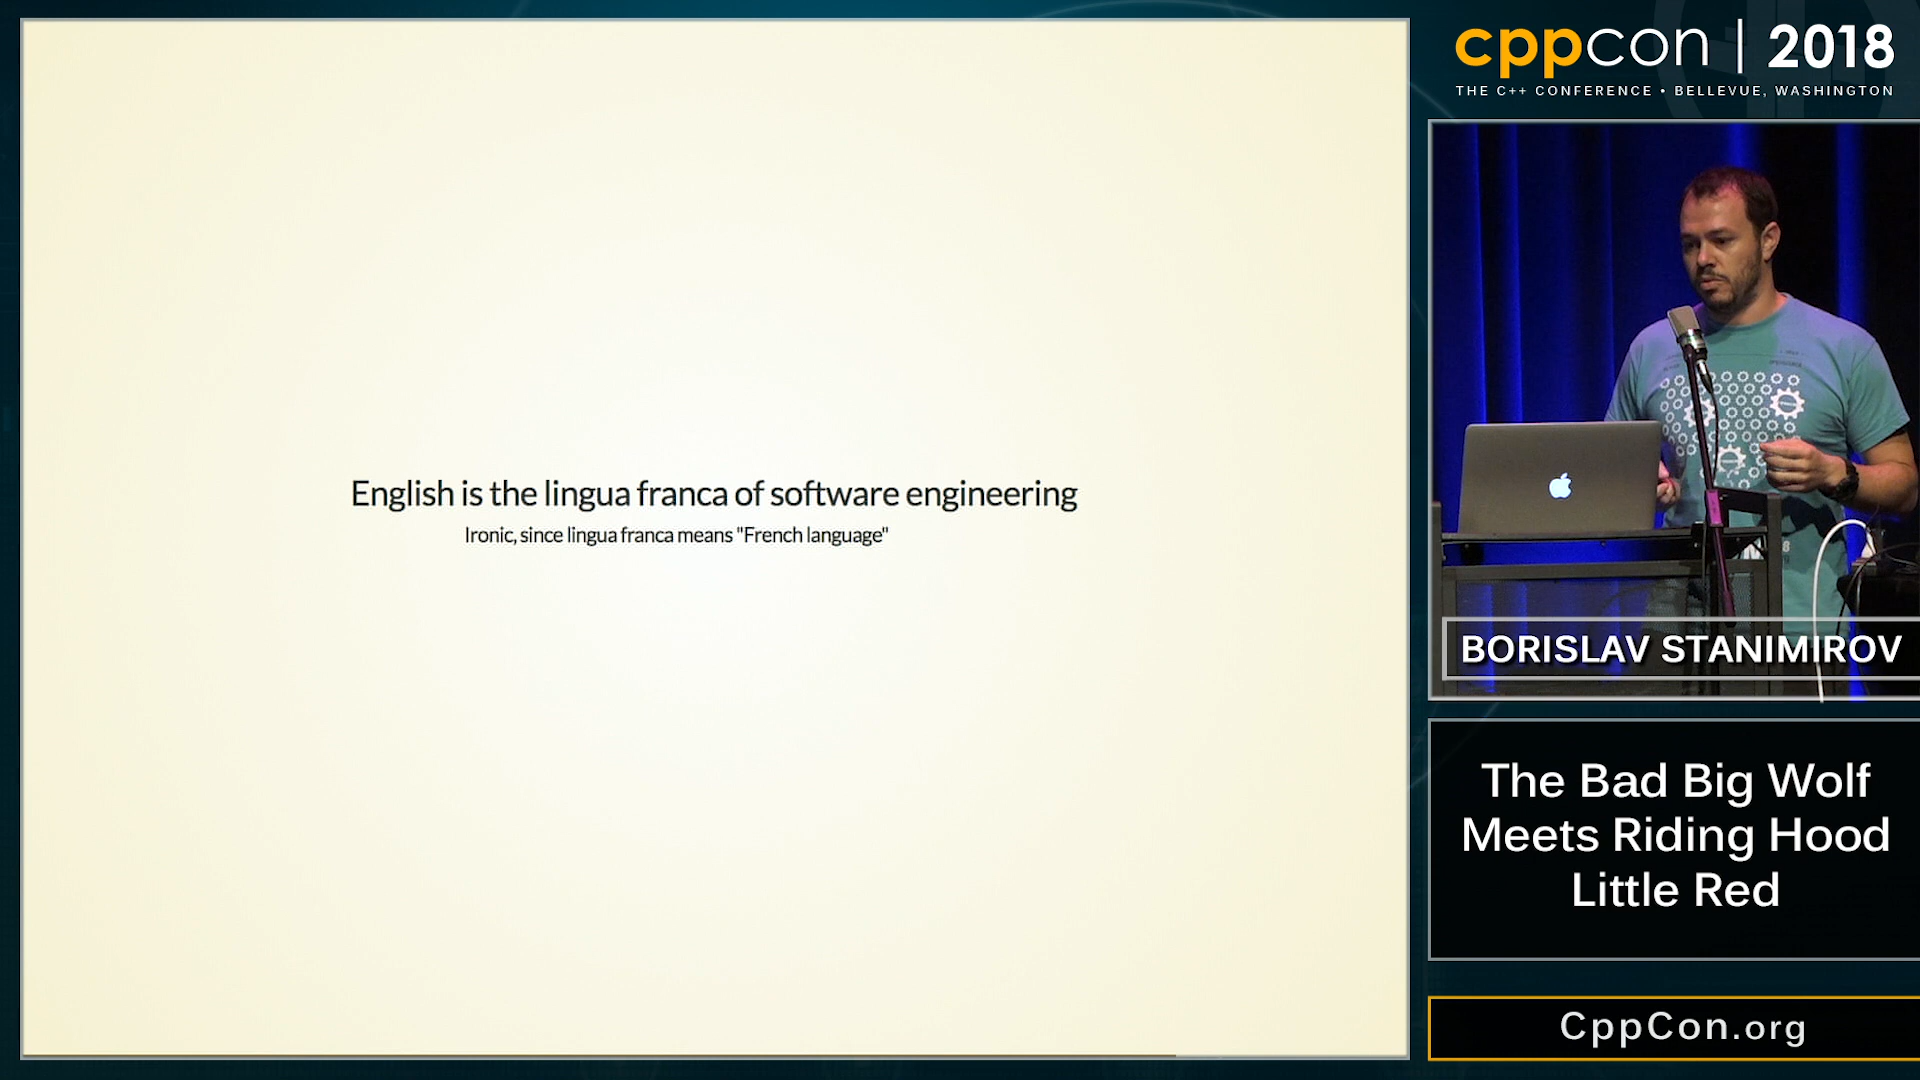 English is the lingua franca of software engineering
Ironic, since lingua franca means "French language"
cppcon | 2018
THE C++ CONFERENCE • BELLEVUE, WASHINGTON
BORISLAV STANIMIROV
The Bad Big Wolf
Meets Riding Hood
Little Red
CppCon.org